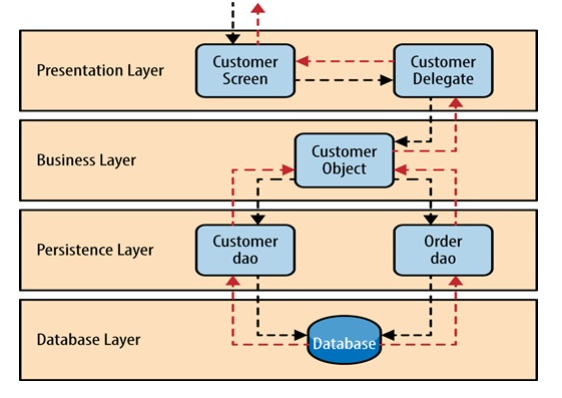 Presentation Layer
Customer
Screen
Customer
Delegate
Business Layer
Customer
Object
Persistence Layer
Customer
dao
Order
dao
Database Layer
Database